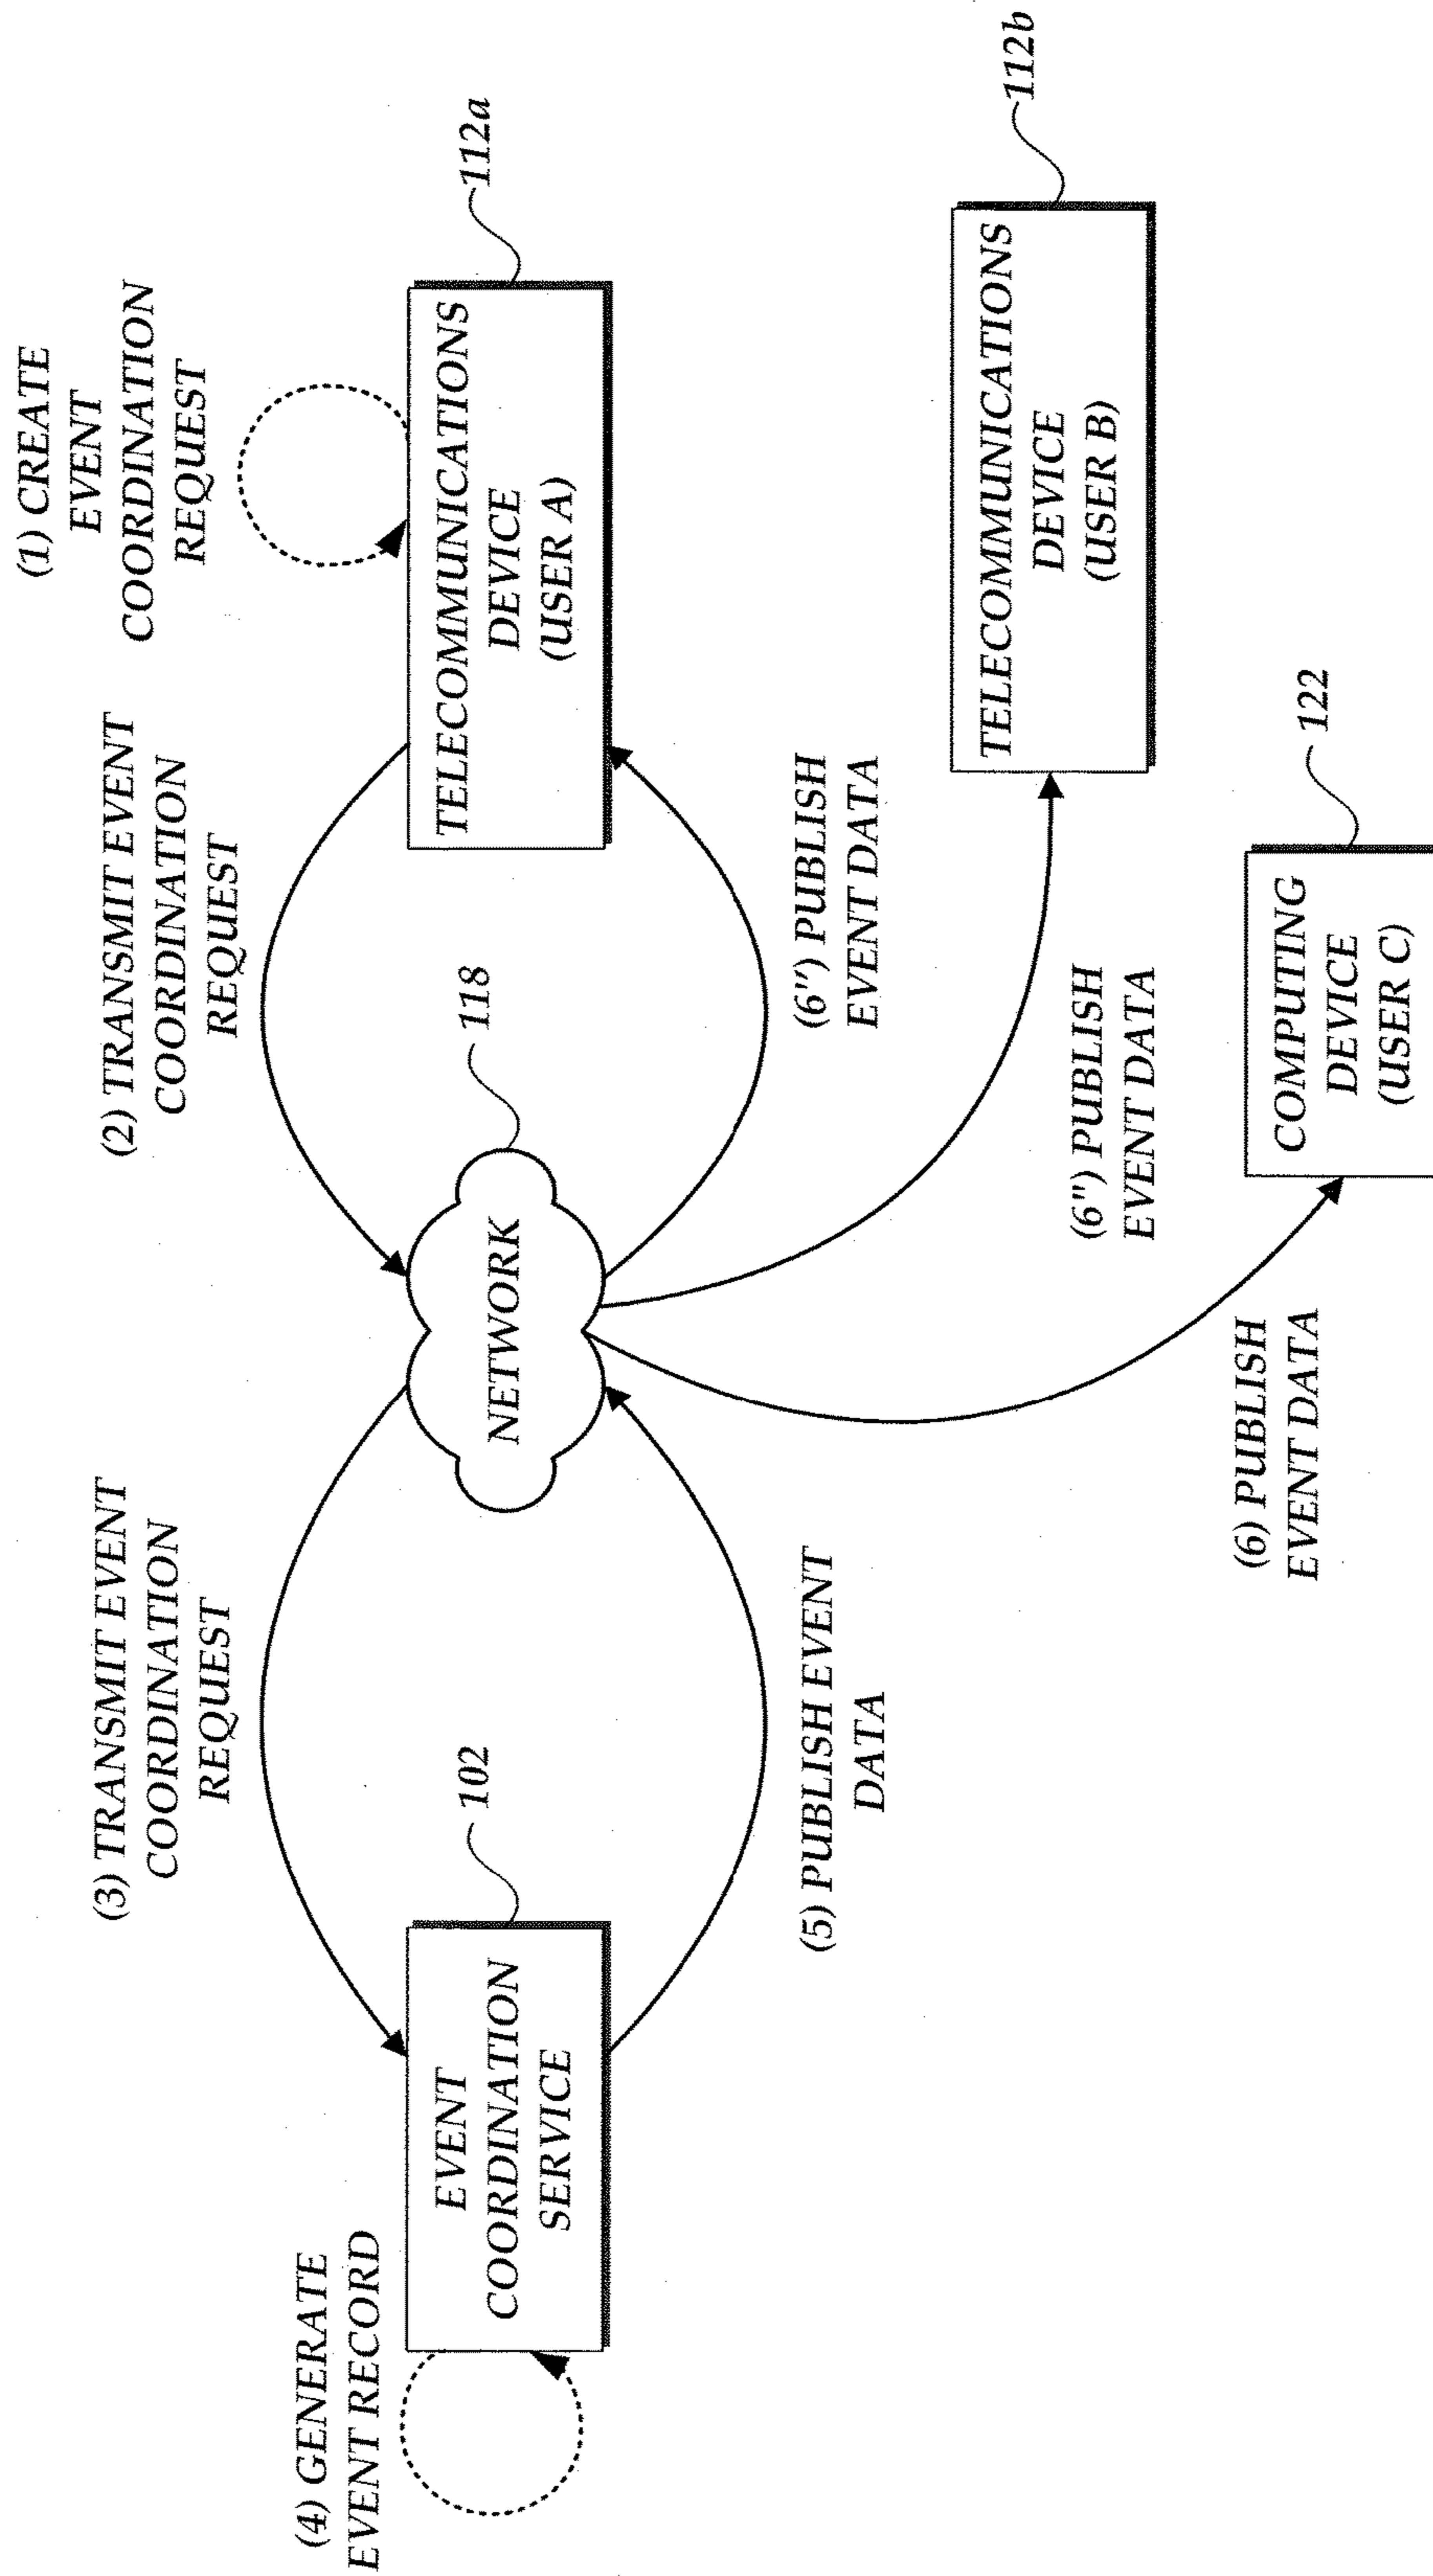 (1) CREATE
EVENT
COORDINATION
REQUEST
(2) TRANSMIT EVENT
COORDINATION
REQUEST
(3) TRANSMIT EVENT
COORDINATION
REQUEST
(4) GENERATE
EVENT RECORD
EVENT
COORDINATION
SERVICE
102
NETWORK
118
TELECOMMUNICATIONS
DEVICE
(USER A)
112a
(5) PUBLISH EVENT
DATA
(6") PUBLISH
EVENT DATA
TELECOMMUNICATIONS
DEVICE
(USER B)
112b
(6") PUBLISH
EVENT DATA
(6) PUBLISH
EVENT DATA
COMPUTING
DEVICE
(USER C)
122